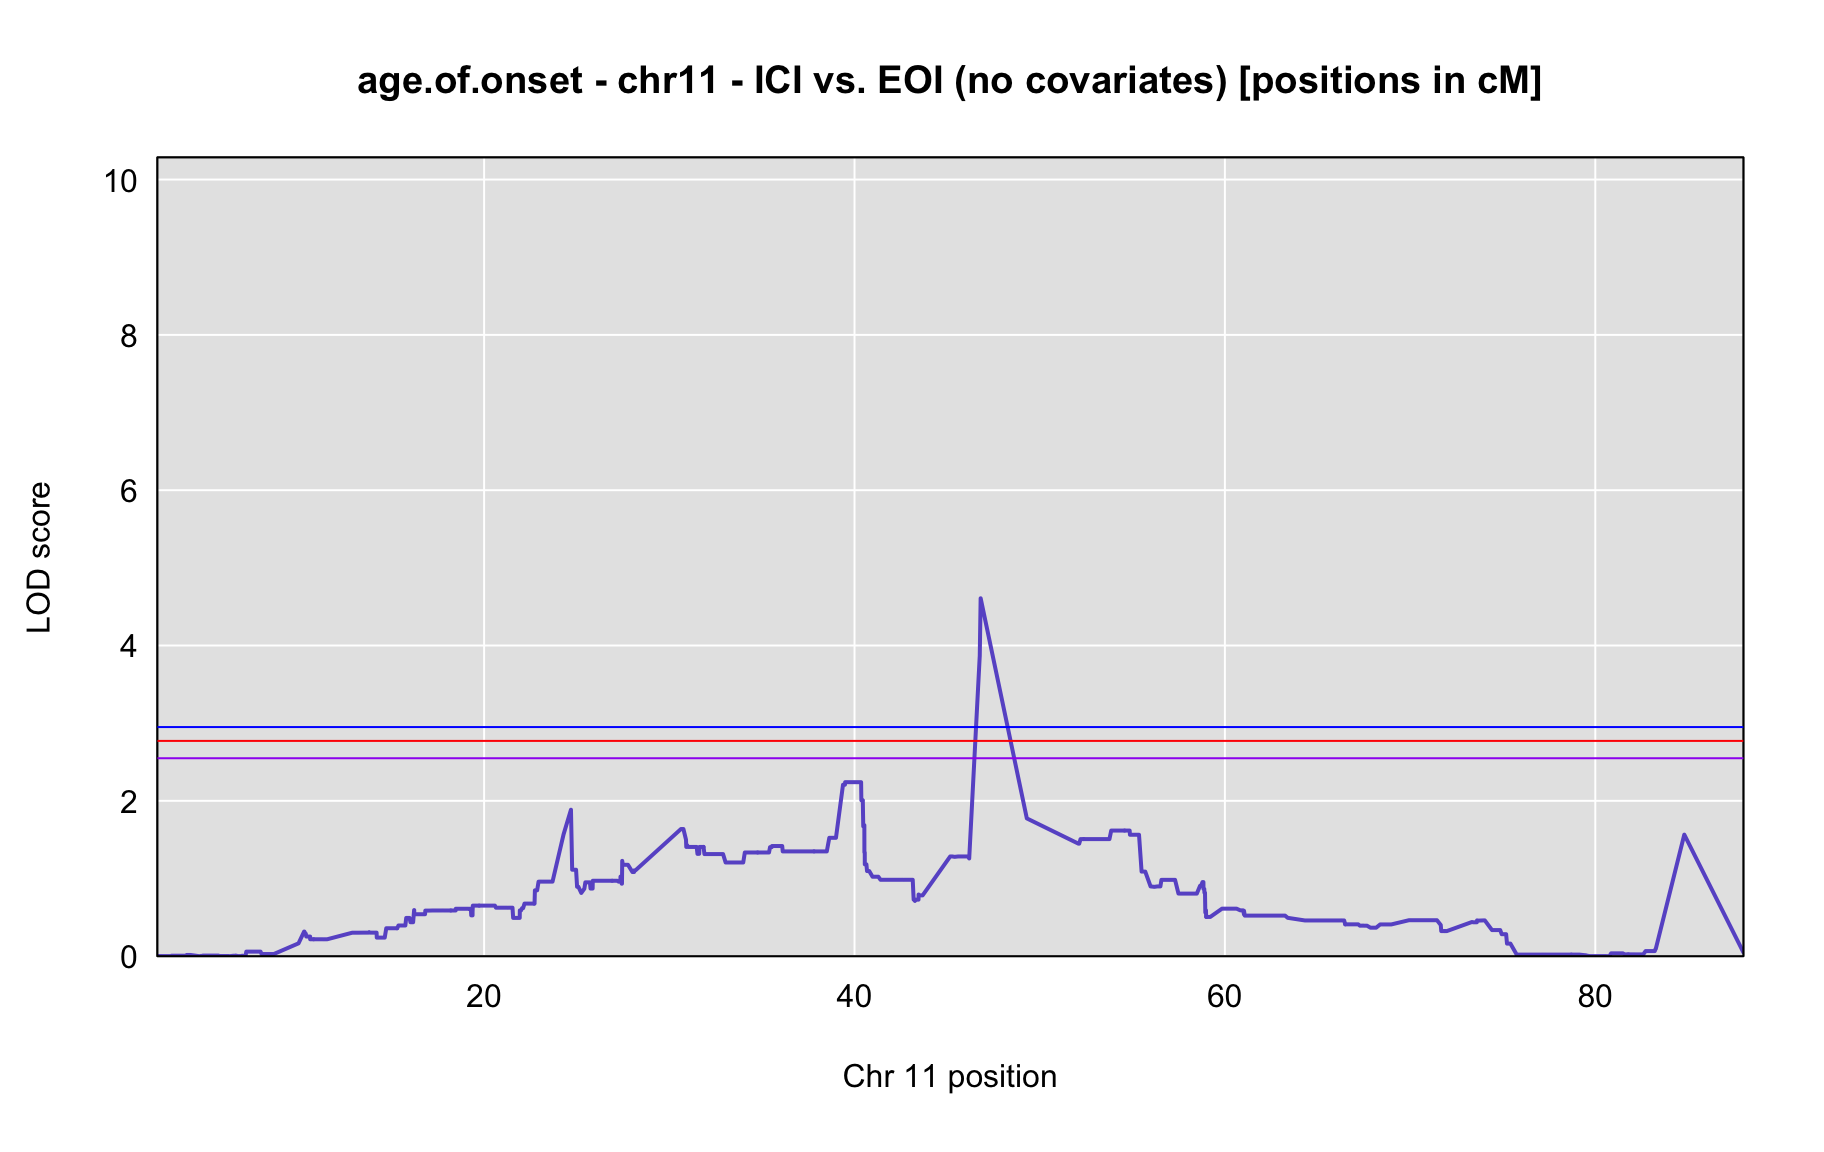 age.of.onset - chr11 - ICI vs. EOI (no covariates) [positions in cM]
10
8
6
4
2
0
LOD score
20 40 60 80
Chr 11 position